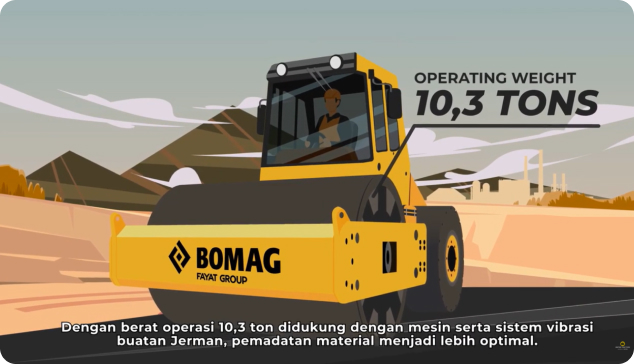 OPERATING WEIGHT
10,3 TONS
BOMAG
FAYAT GROUP
Dengan berat operasi 10,3 ton didukung dengan mesin serta sistem vibrasi
buatan Jerman, pemadatan material menjadi lebih optimal.